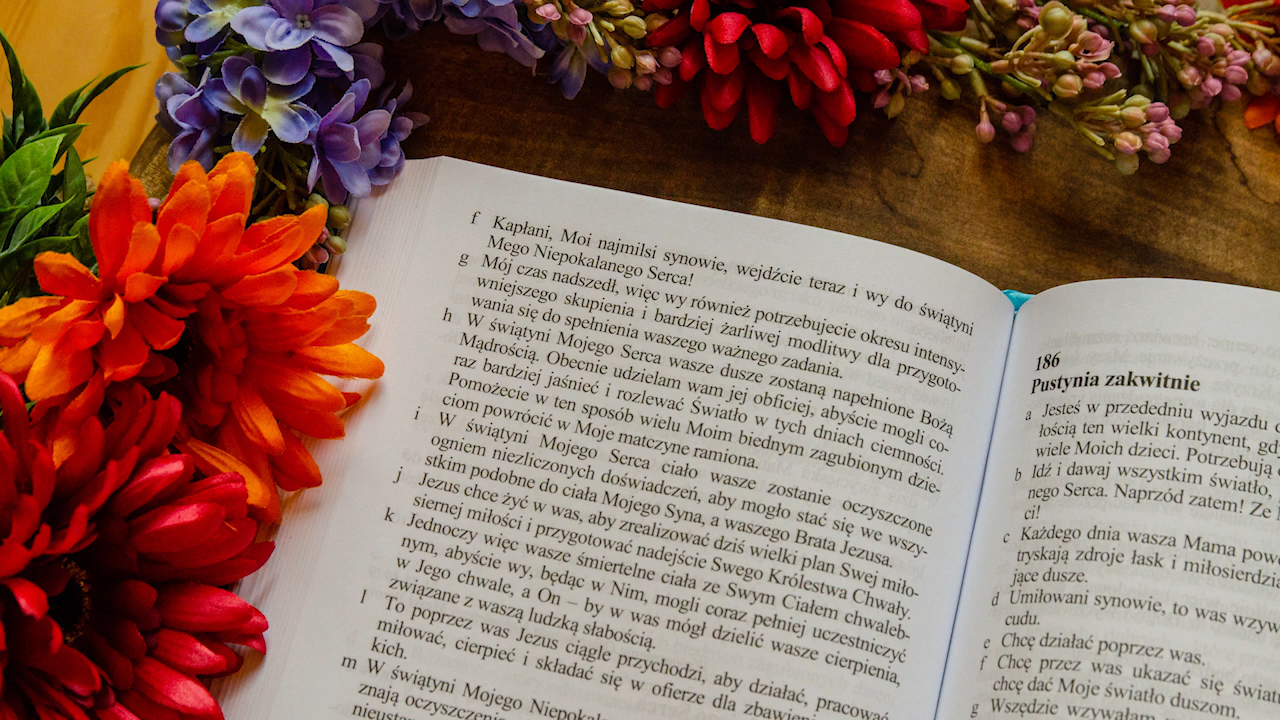 f Kapłani, Moi najmilsi synowie, wejdźcie teraz i wy do świątyni
Mego Niepokalanego Serca!
g Mój czas nadszedł, więc wy również potrzebujecie okresu intensy-
wniejszego skupienia i bardziej żarliwej modlitwy dla przygoto-
wania się do spełnienia waszego ważnego zadania.
h W świątyni Mojego Serca wasze dusze zostaną napełnione Bożą
Mądrością. Obecnie udzielam wam jej obficiej, abyście mogli co-
raz bardziej jaśnieć i rozlewać Światło w tych dniach ciemności.
Pomożecie w ten sposób wielu Moim biednym zagubionym dzie-
ciom powrócić w Moje matczyne ramiona.
i W świątyni Mojego Serca ciało wasze zostanie oczyszczone
ogniem niezliczonych doświadczeń, aby mogło stać się we wszy-
stkim podobne do ciała Mojego Syna, a waszego Brata Jezusa.
j Jezus chce żyć w was, aby zrealizować dziś wielki plan Swej miło-
siernej miłości i przygotować nadejście Swego Królestwa Chwały.
k Jednoczy więc wasze śmiertelne ciała ze Swym Ciałem chwaleb-
nym, abyście wy, będąc w Nim, mogli coraz pełniej uczestniczyć
w Jego chwale, a On – by w was mógł dzielić wasze cierpienia,
związane z waszą ludzką słabością.
l To poprzez was Jezus ciągle przychodzi, aby działać, pracować
miłować, cierpieć i składać się w ofierze dla zbawienia
kich.
m W świątyni Mojego Niepokal
znają oczyszczenia
nieustan
186
Pustynia zakwitnie
a Jesteś w przededniu wyjazdu
łością ten wielki kontynent, gd
wiele Moich dzieci. Potrzebują
b Idź i dawaj wszystkim światło,
nego Serca. Naprzód zatem! Ze
ci!
c Każdego dnia wasza Mama pow
tryskają zdroje łask i miłosierdzi
jące dusze.
d Umiłowani synowie, to was wzyw
cudu.
e Chcę działać poprzez was.
f Chcę przez was ukazać się świat
chcę dać Moje światło duszom.
g Wszędzie wzywałam